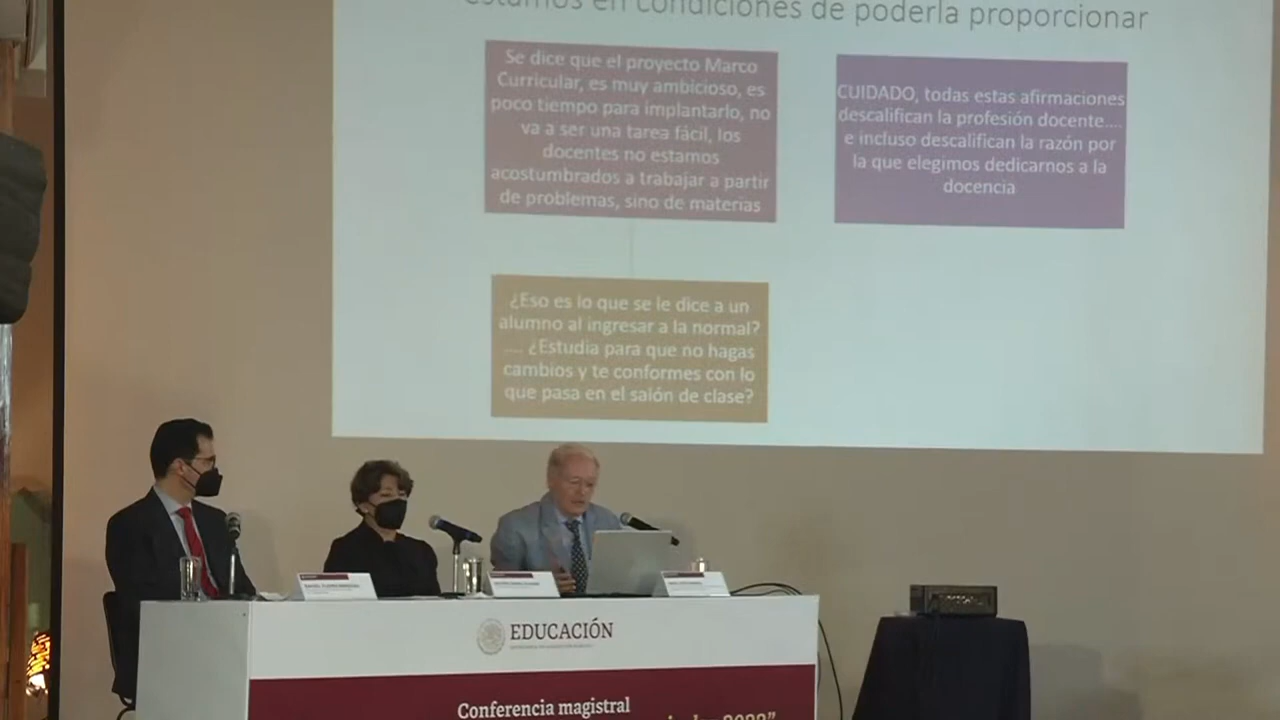 estamos en condiciones de poderla proporcionar
Se dice que el proyecto Marco
Curricular, es muy ambicioso, es
poco tiempo para implantarlo, no
va a ser una tarea fácil, los
docentes no estamos
acostumbrados a trabajar a partir
de problemas, sino de materias
CUIDADO, todas estas afirmaciones
descalifican la profesión docente....
e incluso descalifican la razón por
la que elegimos dedicarnos a la
docencia
¿Eso es lo que se le dice a un
alumno al ingresar a la normal?
.... ¿Estudia para que no hagas
cambios y te conformes con lo
que pasa en el salón de clase?
EDUCACIÓN
Conferencia magistral
2022"